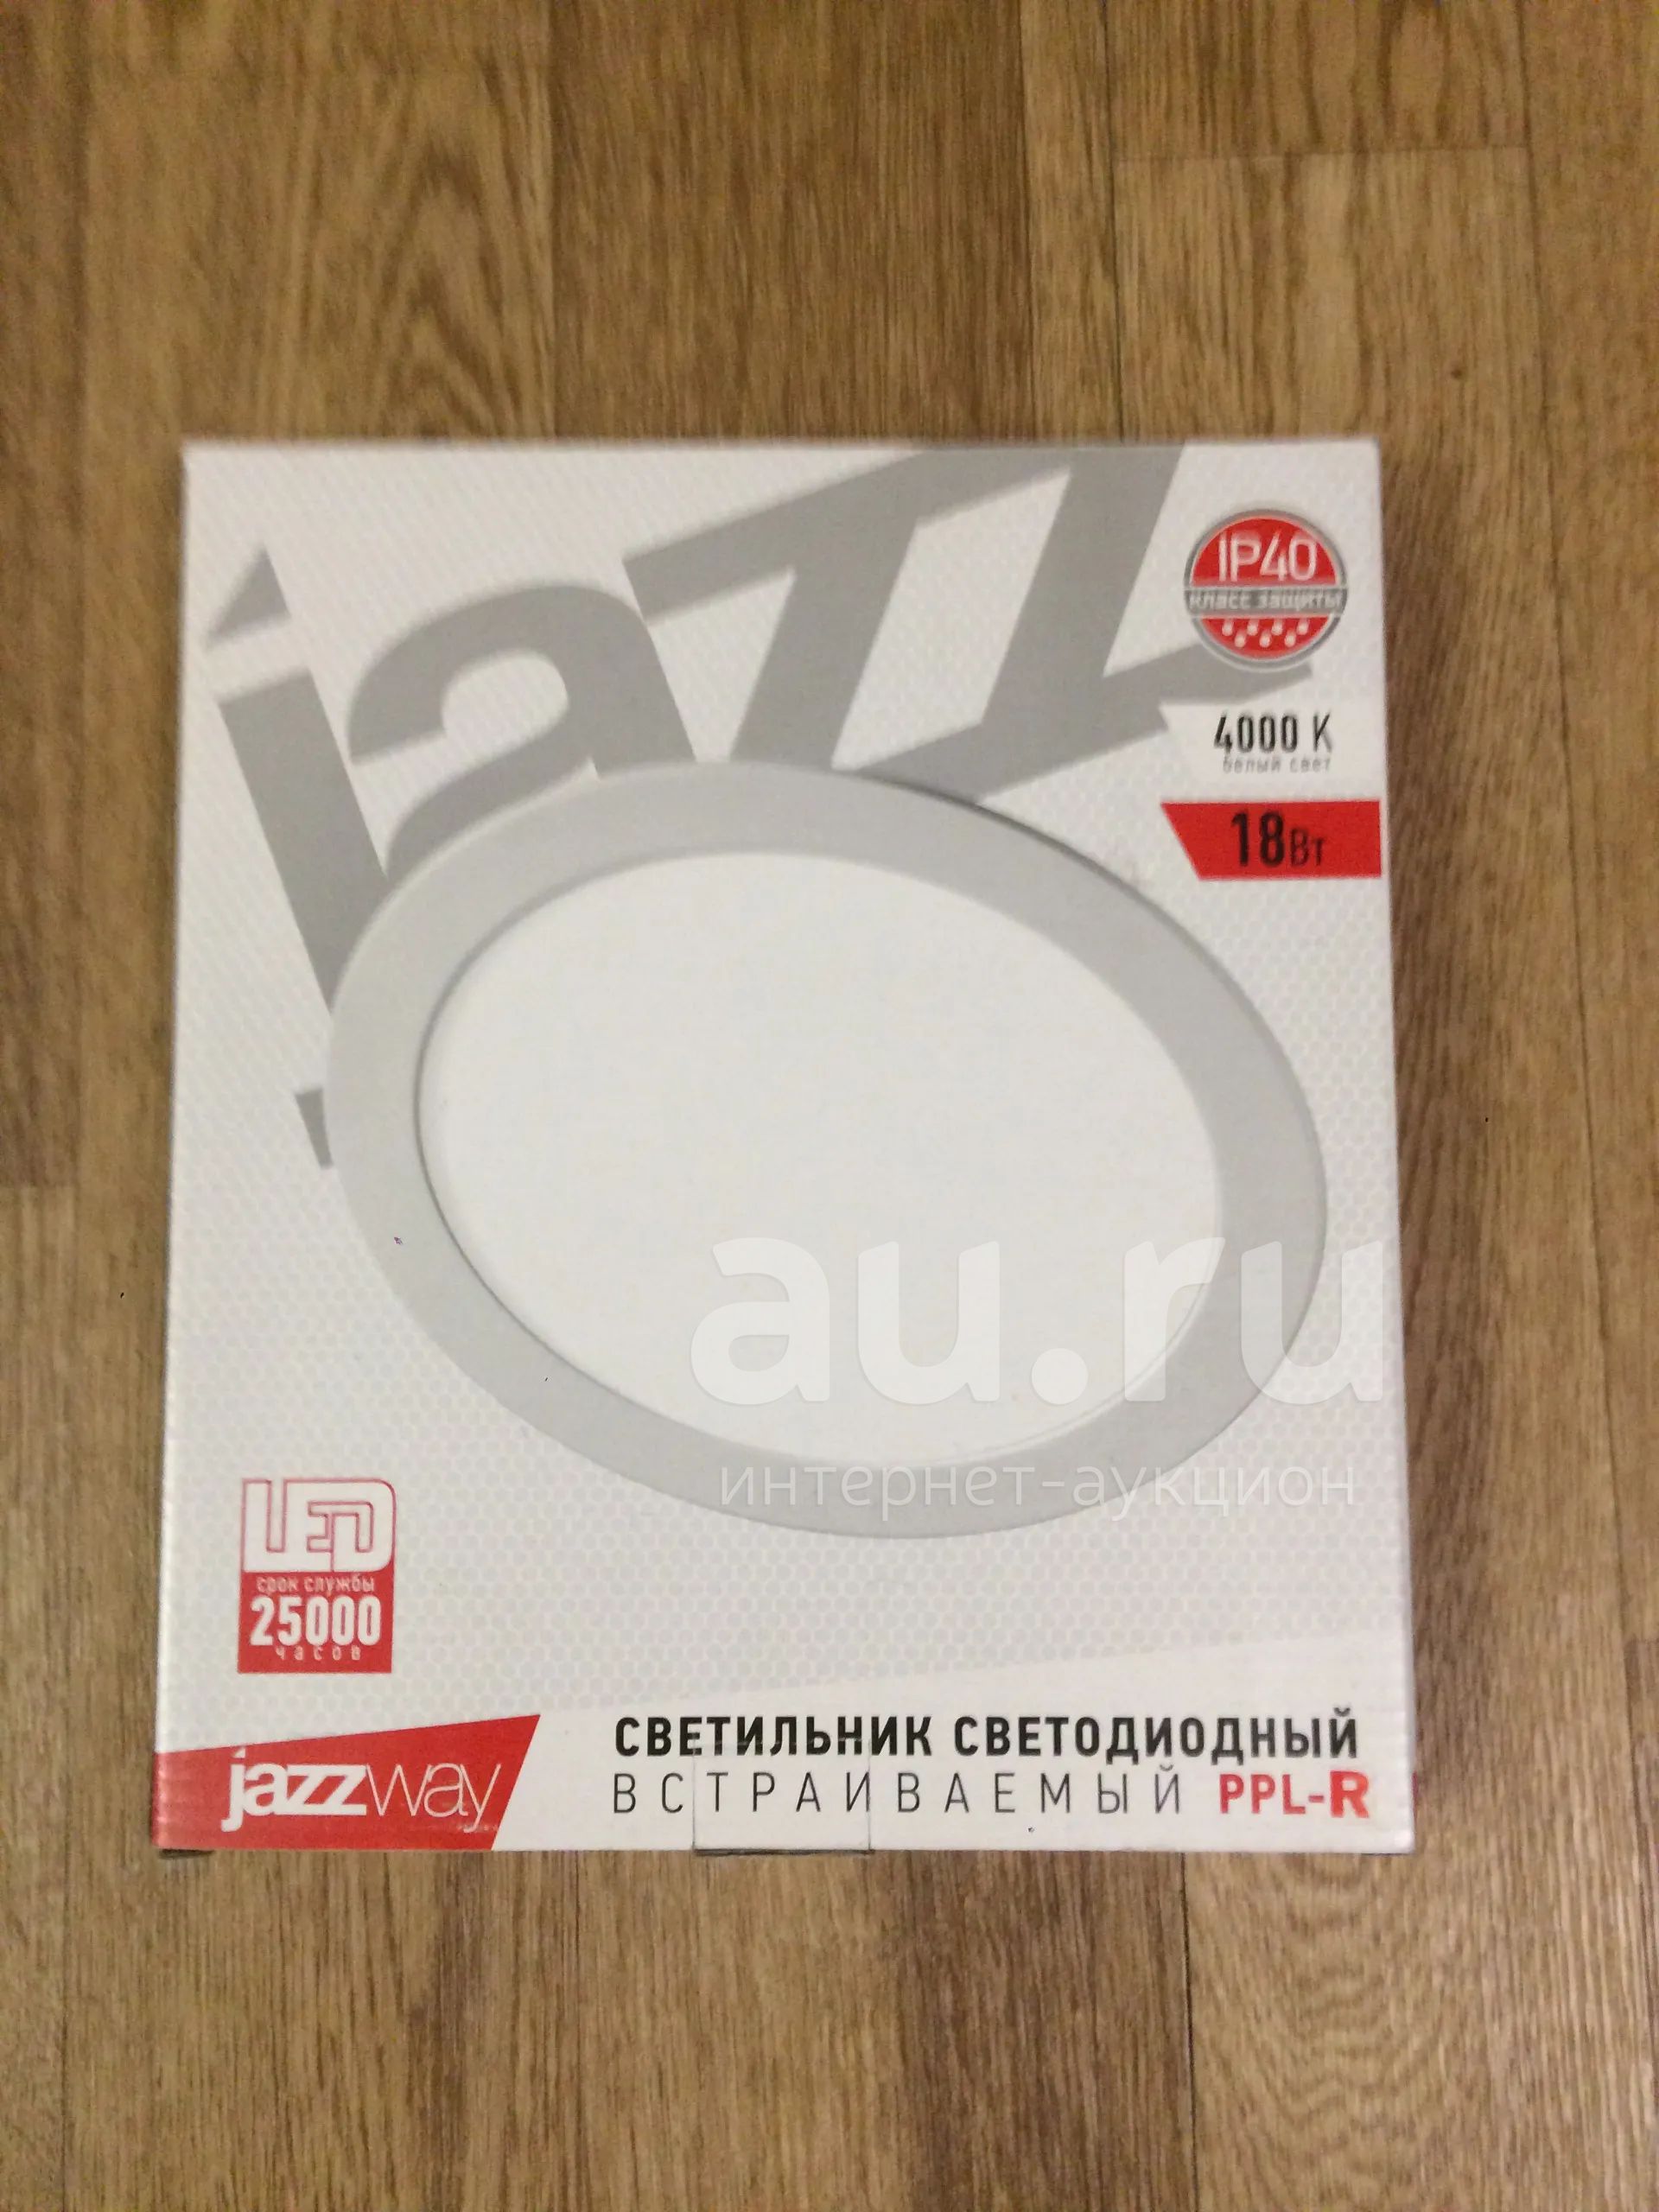 jazz
IP40
класс защиты
4000 K
белый свет
18Вт
au.ru
интернет-аукцион
LED
срок службы
25000
часов
СВЕТИЛЬНИК СВЕТОДИОДНЫЙ
jazzway
ВСТРАИВАЕМЫЙ PPL-R